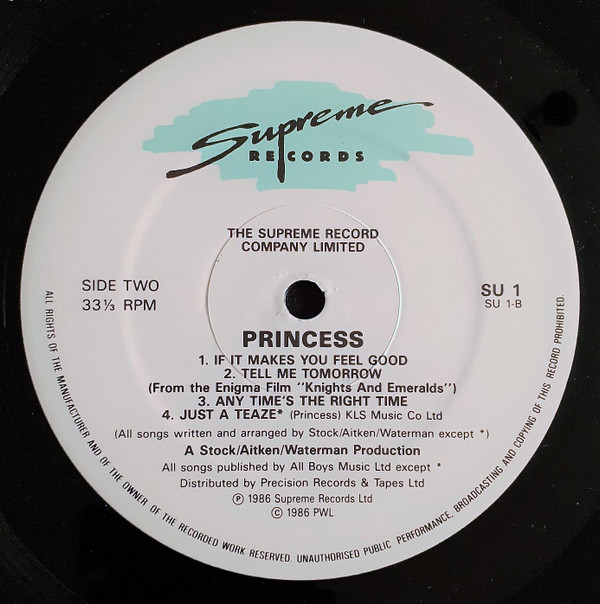 Supreme
RECORDS
THE SUPREME RECORD
COMPANY LIMITED
SIDE TWO
33⅓ RPM
SU 1
SU 1-B
PRINCESS
1. IF IT MAKES YOU FEEL GOOD
2. TELL ME TOMORROW
(From the Enigma Film "Knights And Emeralds")
3. ANY TIME'S THE RIGHT TIME
4. JUST A TEAZE* (Princess) KLS Music Co Ltd
(All songs written and arranged by Stock/Aitken/Waterman except *)
A Stock/Aitken/Waterman Production
All songs published by All Boys Music Ltd except *
Distributed by Precision Records & Tapes Ltd
℗ 1986 Supreme Records Ltd
© 1986 PWL
ALL RIGHTS OF THE MANUFACTURER AND OF THE OWNER OF THE RECORDED WORK RESERVED. UNAUTHORISED PUBLIC PERFORMANCE, BROADCASTING AND COPYING OF THIS RECORD PROHIBITED.